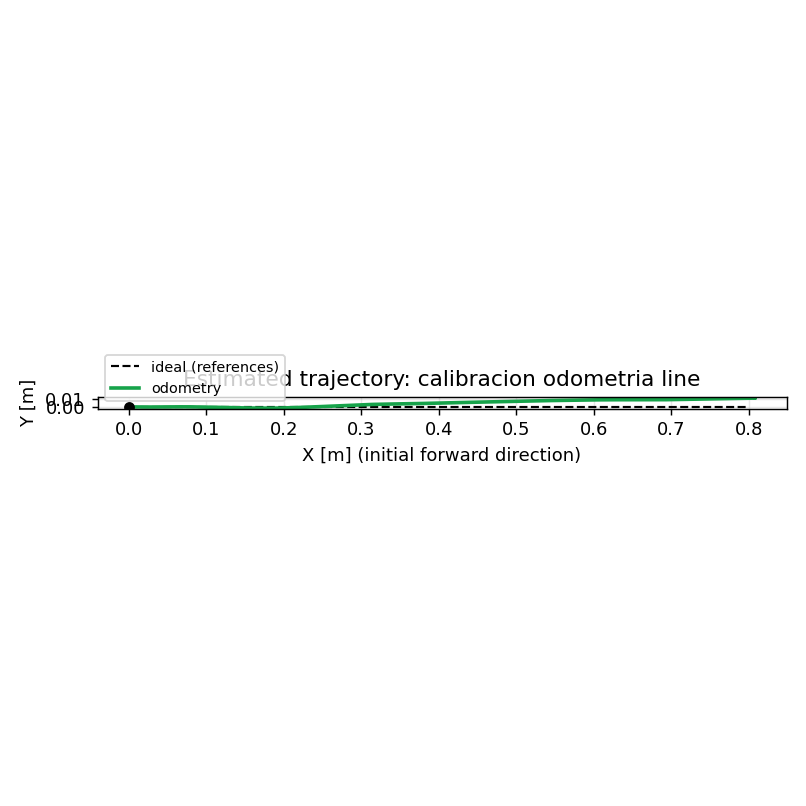 ideal (references)
odometry
Estimated trajectory: calibracion odometria line
Y [m]
0.01
0.00
0.0 0.1 0.2 0.3 0.4 0.5 0.6 0.7 0.8
X [m] (initial forward direction)